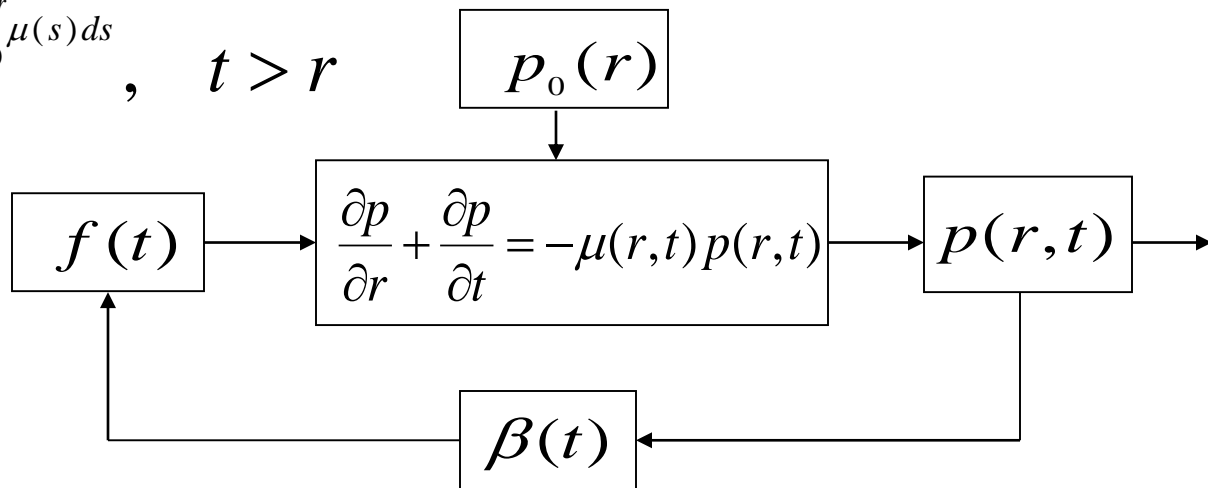 μ(s)ds
, t > r
p₀(r)
f(t)
∂p/∂r + ∂p/∂t = −μ(r,t)p(r,t)
p(r,t)
β(t)